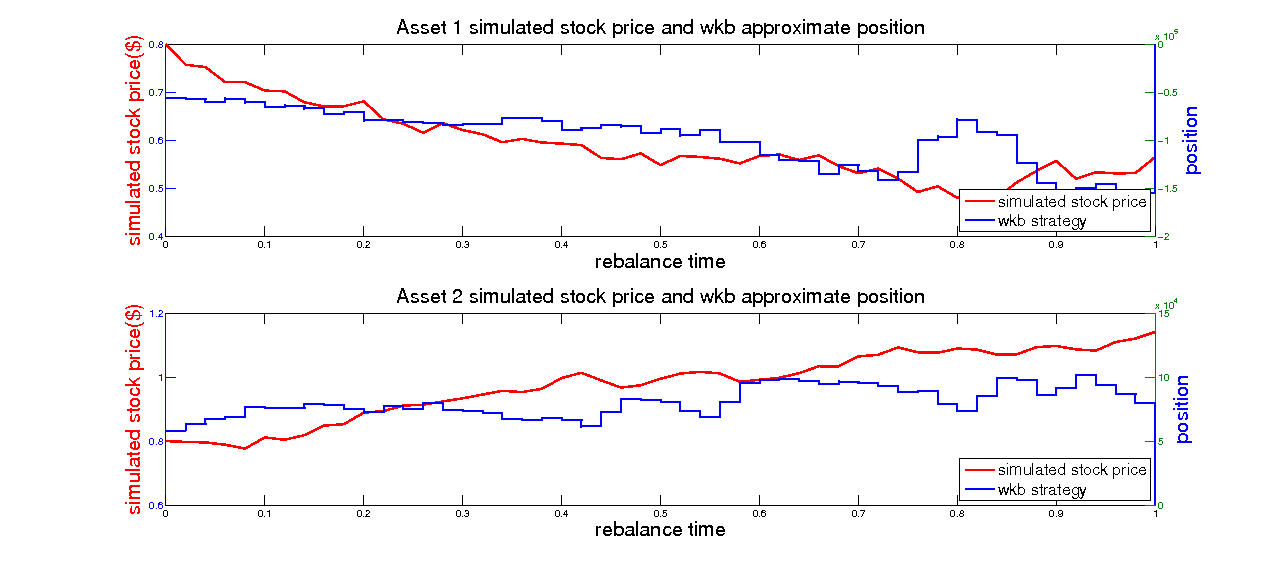 Asset 1 simulated stock price and wkb approximate position
x 10^5
simulated stock price($)
0.8
0.7
0.6
0.5
0.4
0
-0.5
-1
-1.5
-2
position
simulated stock price
wkb strategy
0 0.1 0.2 0.3 0.4 0.5 0.6 0.7 0.8 0.9 1
rebalance time
Asset 2 simulated stock price and wkb approximate position
x 10^4
simulated stock price($)
1.2
1
0.8
0.6
15
10
5
0
position
simulated stock price
wkb strategy
0 0.1 0.2 0.3 0.4 0.5 0.6 0.7 0.8 0.9 1
rebalance time